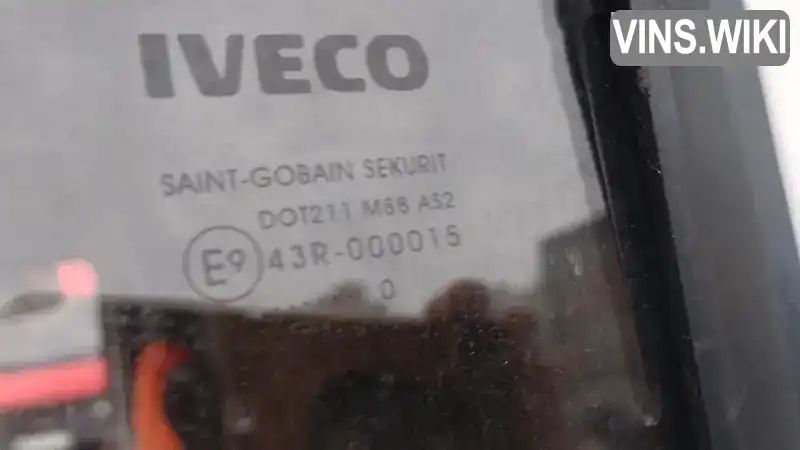 VINS.WIKI
IVECO
SAINT-GOBAIN SEKURIT
DOT211 M88 AS2
E9 43R-000015
0